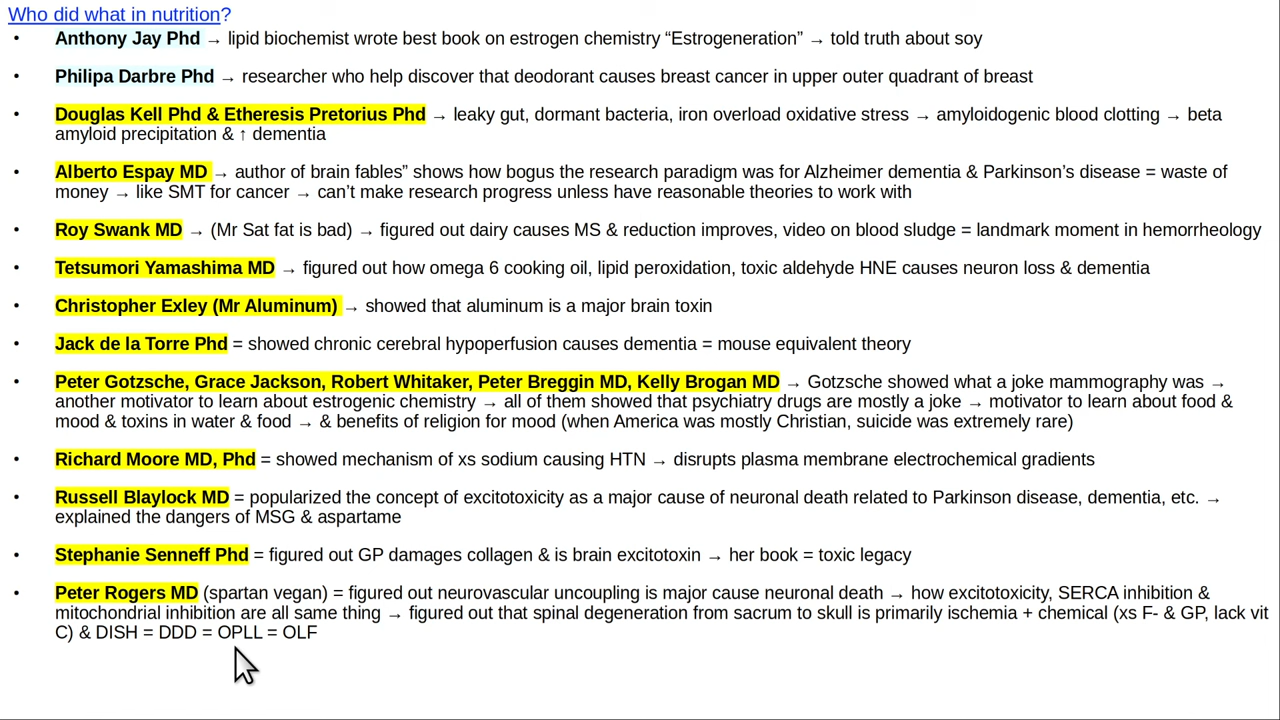 Who did what in nutrition?
• Anthony Jay Phd → lipid biochemist wrote best book on estrogen chemistry “Estrogeneration” → told truth about soy
• Philipa Darbre Phd → researcher who help discover that deodorant causes breast cancer in upper outer quadrant of breast
• Douglas Kell Phd & Etheresis Pretorius Phd → leaky gut, dormant bacteria, iron overload oxidative stress → amyloidogenic blood clotting → beta
amyloid precipitation & ↑ dementia
• Alberto Espay MD → author of brain fables” shows how bogus the research paradigm was for Alzheimer dementia & Parkinson’s disease = waste of
money → like SMT for cancer → can’t make research progress unless have reasonable theories to work with
• Roy Swank MD → (Mr Sat fat is bad) → figured out dairy causes MS & reduction improves, video on blood sludge = landmark moment in hemorrheology
• Tetsumori Yamashima MD → figured out how omega 6 cooking oil, lipid peroxidation, toxic aldehyde HNE causes neuron loss & dementia
• Christopher Exley (Mr Aluminum) → showed that aluminum is a major brain toxin
• Jack de la Torre Phd = showed chronic cerebral hypoperfusion causes dementia = mouse equivalent theory
• Peter Gotzsche, Grace Jackson, Robert Whitaker, Peter Breggin MD, Kelly Brogan MD → Gotzsche showed what a joke mammography was →
another motivator to learn about estrogenic chemistry → all of them showed that psychiatry drugs are mostly a joke → motivator to learn about food &
mood & toxins in water & food → & benefits of religion for mood (when America was mostly Christian, suicide was extremely rare)
• Richard Moore MD, Phd = showed mechanism of xs sodium causing HTN → disrupts plasma membrane electrochemical gradients
• Russell Blaylock MD = popularized the concept of excitotoxicity as a major cause of neuronal death related to Parkinson disease, dementia, etc. →
explained the dangers of MSG & aspartame
• Stephanie Senneff Phd = figured out GP damages collagen & is brain excitotoxin → her book = toxic legacy
• Peter Rogers MD (spartan vegan) = figured out neurovascular uncoupling is major cause neuronal death → how excitotoxicity, SERCA inhibition &
mitochondrial inhibition are all same thing → figured out that spinal degeneration from sacrum to skull is primarily ischemia + chemical (xs F- & GP, lack vit
C) & DISH = DDD = OPLL = OLF